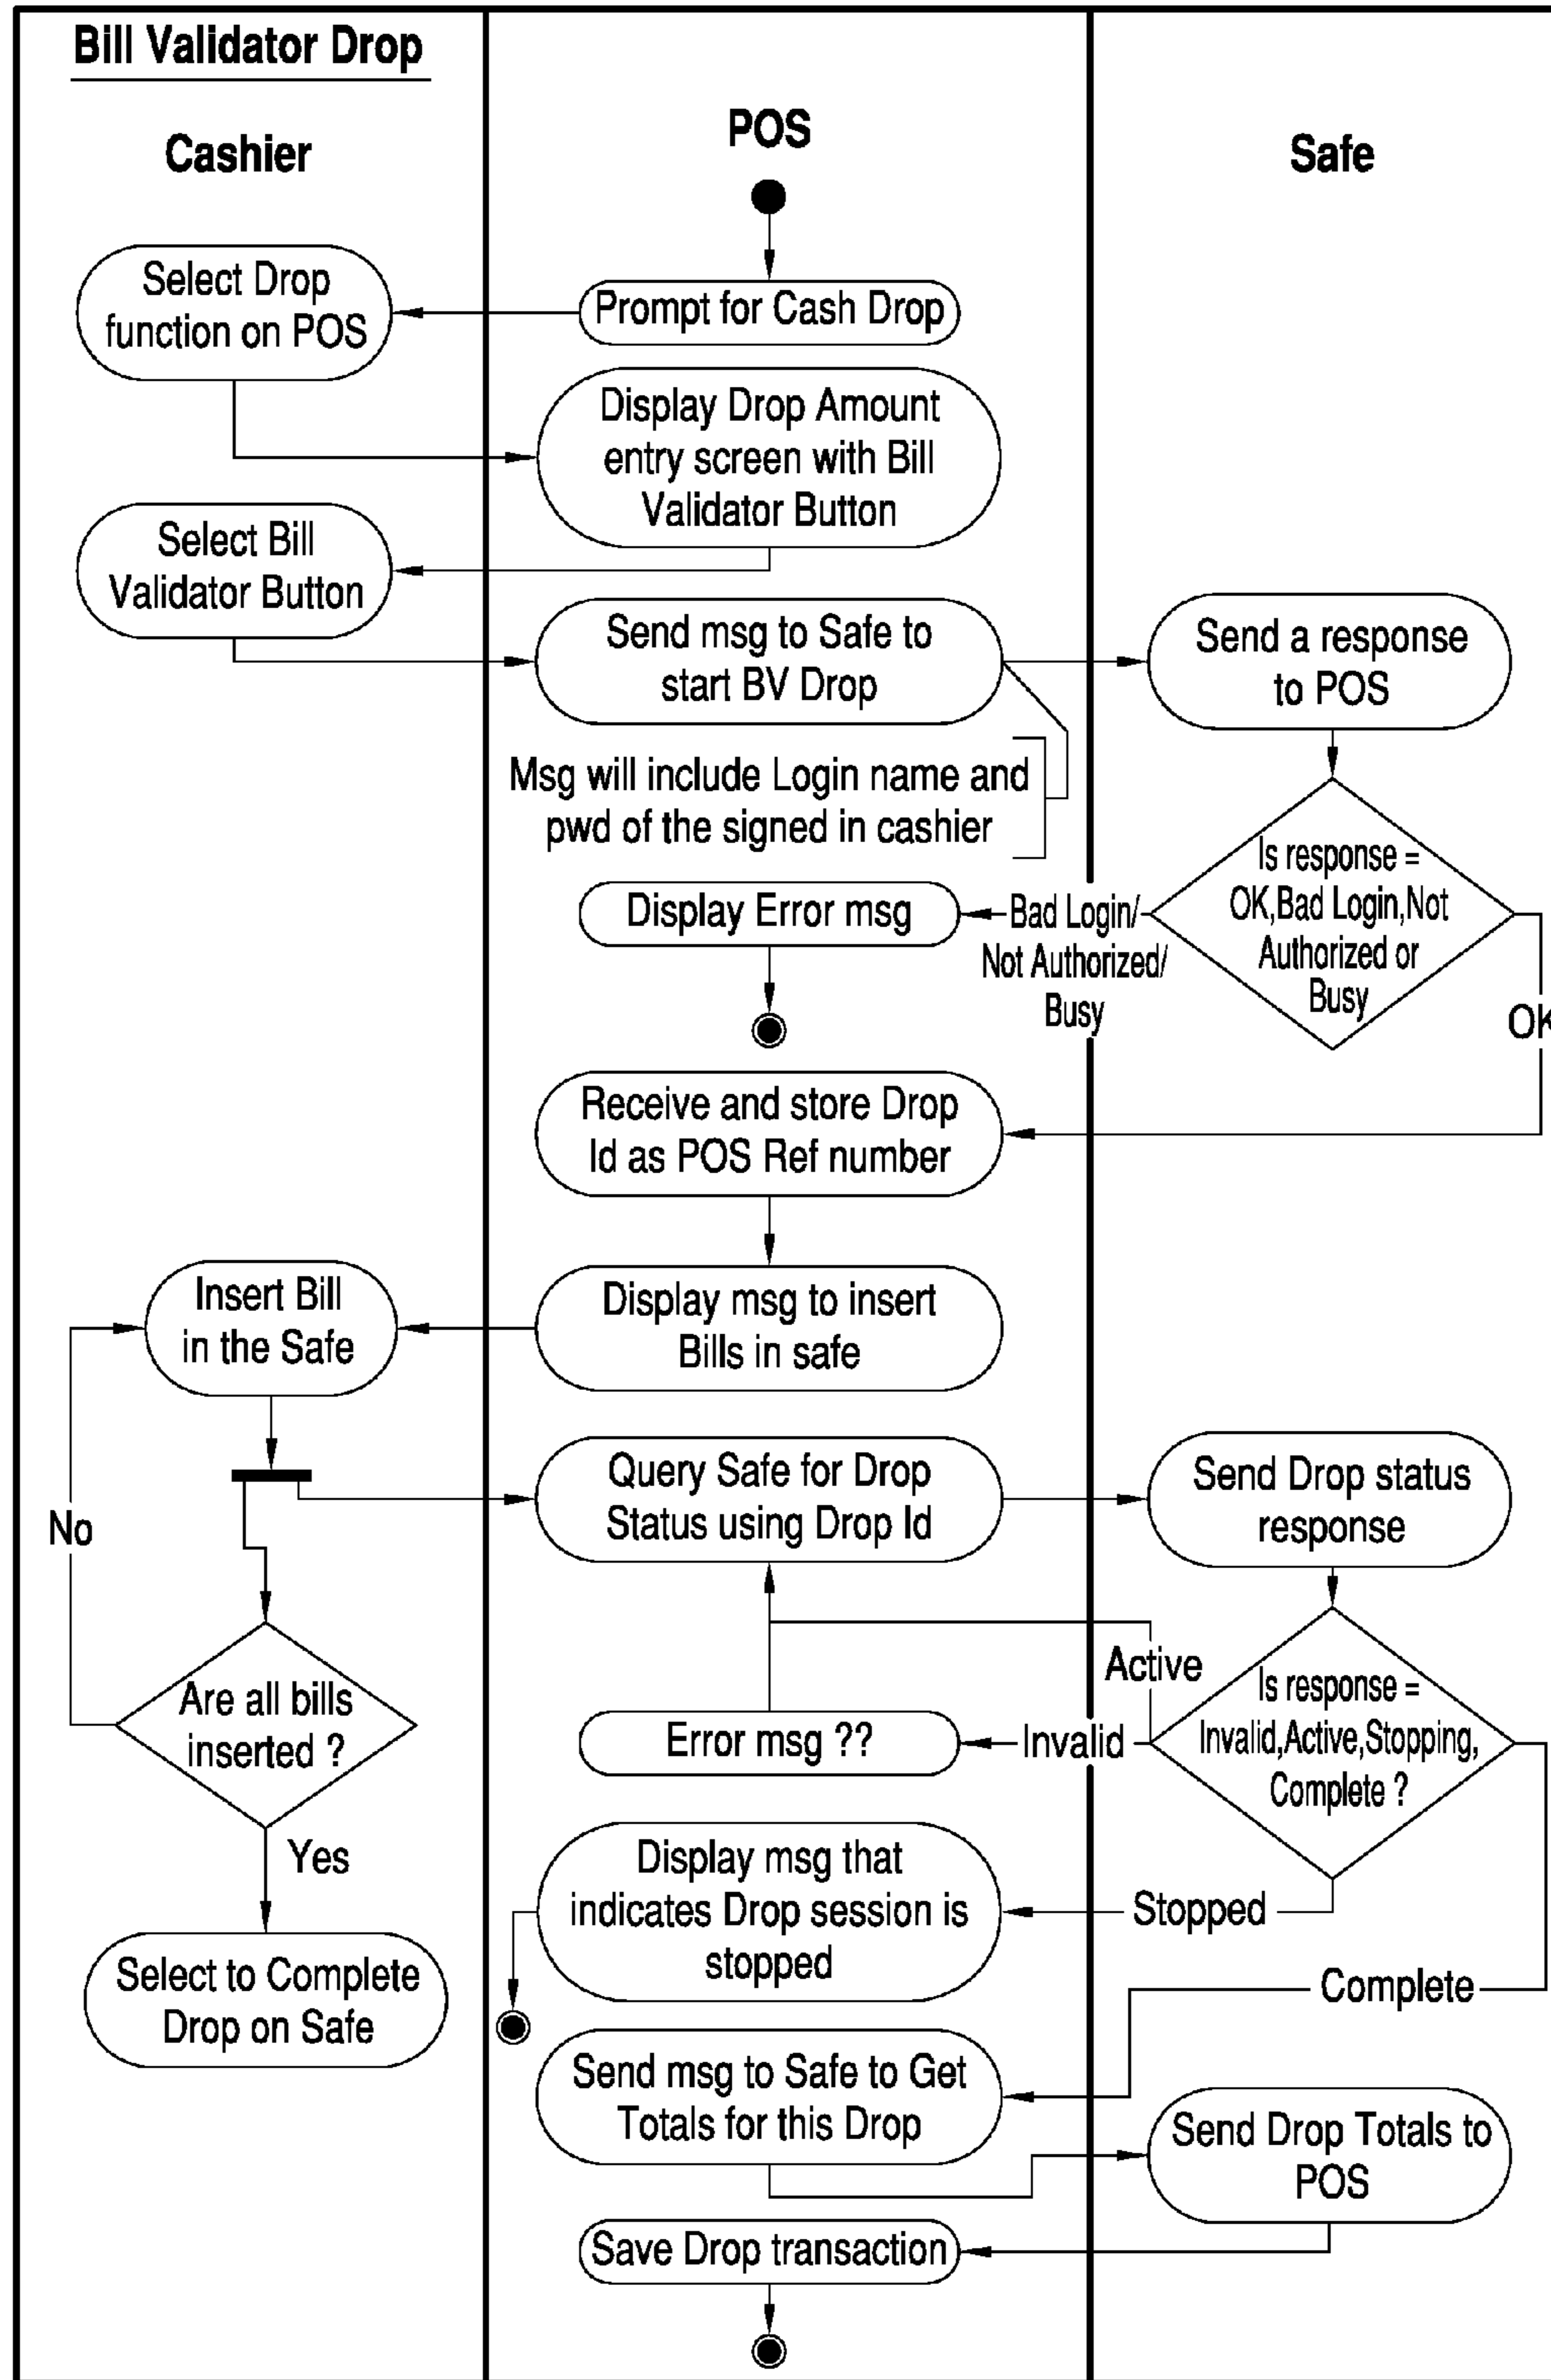 Bill Validator Drop
Cashier
POS
Safe
Select Drop
function on POS
Prompt for Cash Drop
Display Drop Amount
entry screen with Bill
Validator Button
Select Bill
Validator Button
Send msg to Safe to
start BV Drop
Send a response
to POS
Msg will include Login name and
pwd of the signed in cashier
Is response =
OK,Bad Login,Not
Authorized or
Busy
Display Error msg
Bad Login/
Not Authorized/
Busy
OK
Receive and store Drop
Id as POS Ref number
Insert Bill
in the Safe
Display msg to insert
Bills in safe
Query Safe for Drop
Status using Drop Id
Send Drop status
response
No
Are all bills
inserted ?
Active
Is response =
Invalid,Active,Stopping,
Complete ?
Error msg ??
Invalid
Yes
Display msg that
indicates Drop session is
stopped
Stopped
Select to Complete
Drop on Safe
Complete
Send msg to Safe to Get
Totals for this Drop
Send Drop Totals to
POS
Save Drop transaction